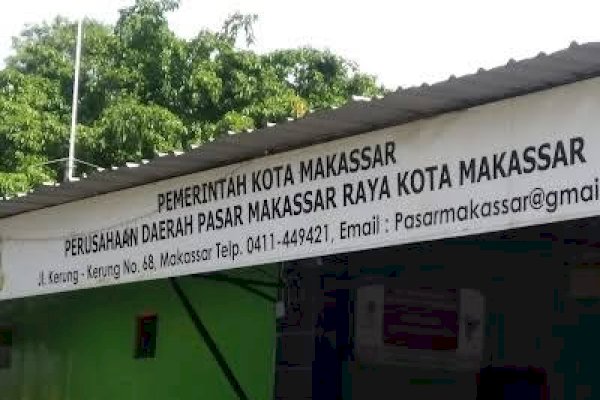 PEMERINTAH KOTA MAKASSAR
PERUSAHAAN DAERAH PASAR MAKASSAR RAYA KOTA MAKASSAR
Jl. Kerung - Kerung No. 68, Makassar Telp. 0411-449421, Email : Pasarmakassar@gmai